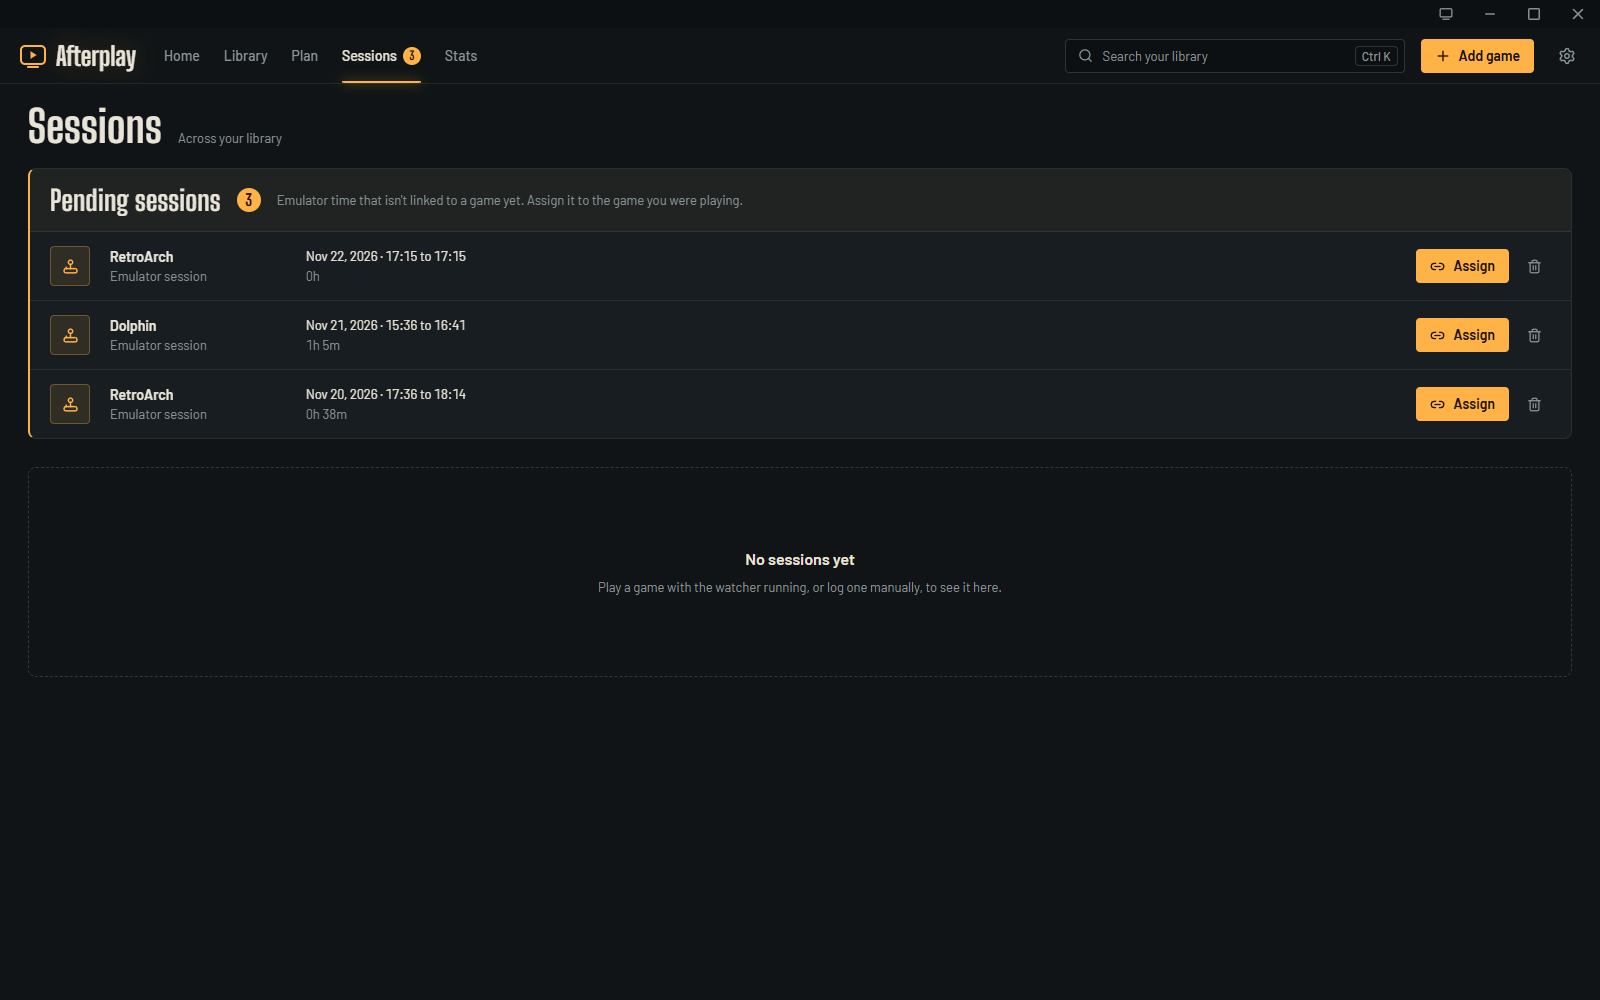 Afterplay
Home
Library
Plan
Sessions 3
Stats
Search your library
Ctrl K
Add game
Sessions
Across your library
Pending sessions 3
Emulator time that isn't linked to a game yet. Assign it to the game you were playing.
RetroArch
Emulator session
Nov 22, 2026 · 17:15 to 17:15
0h
Assign
Dolphin
Emulator session
Nov 21, 2026 · 15:36 to 16:41
1h 5m
Assign
RetroArch
Emulator session
Nov 20, 2026 · 17:36 to 18:14
0h 38m
Assign
No sessions yet
Play a game with the watcher running, or log one manually, to see it here.